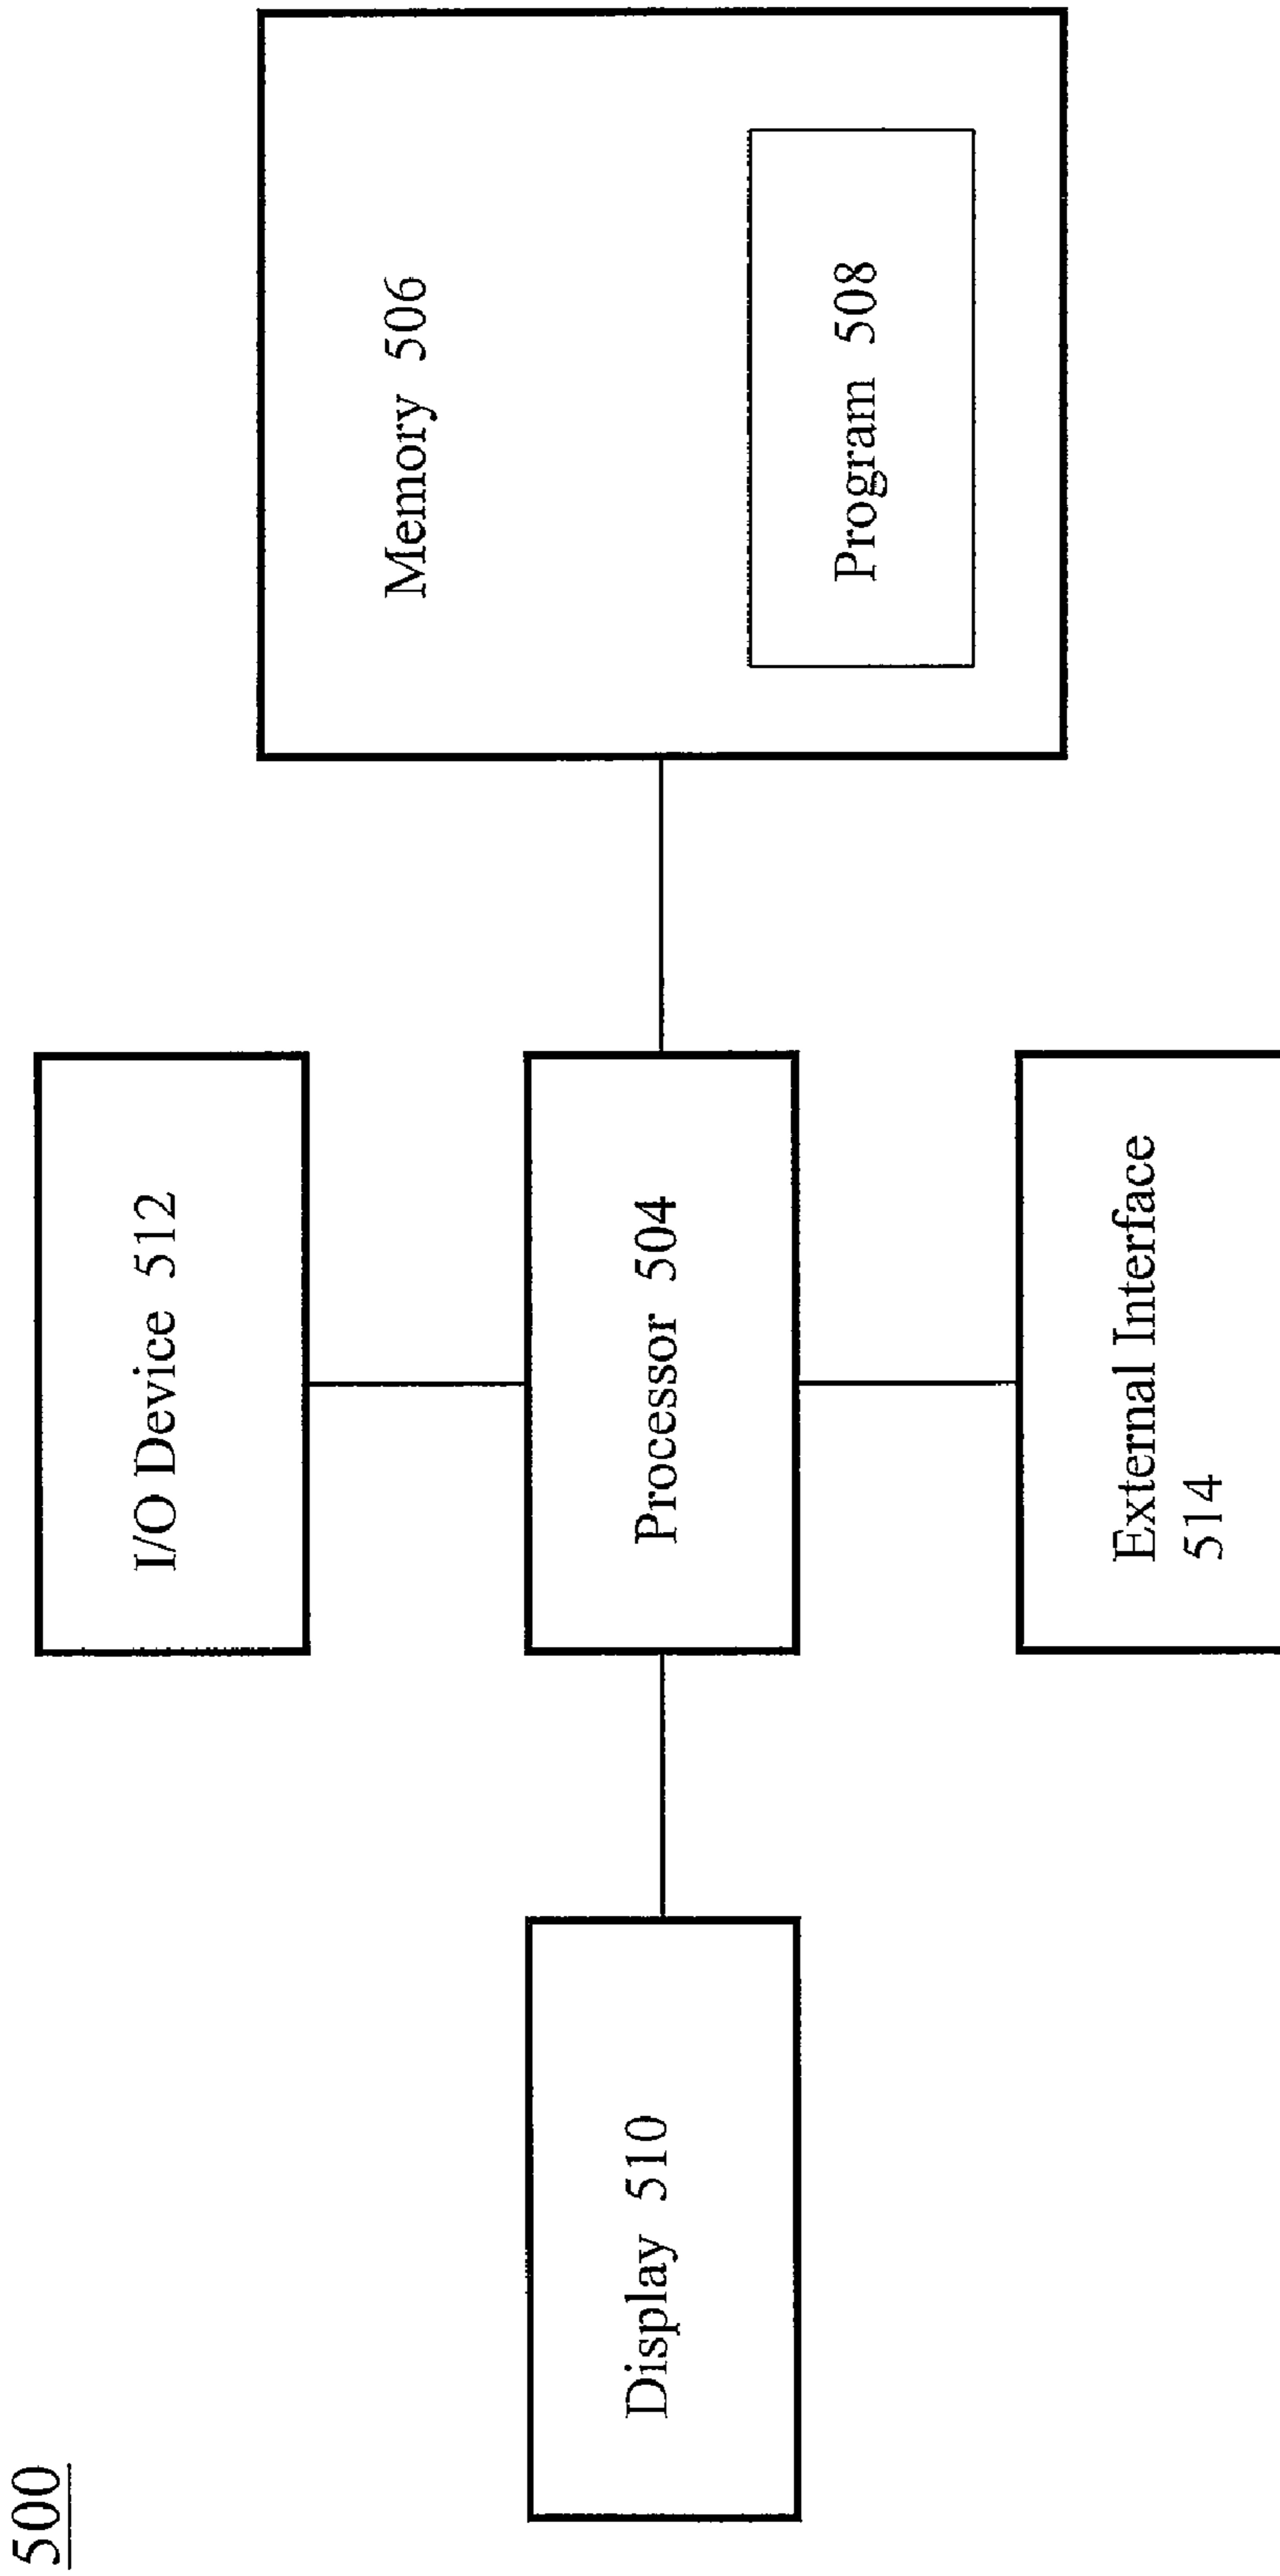 500
I/O Device 512
Display 510
Processor 504
Memory 506
Program 508
External Interface
514